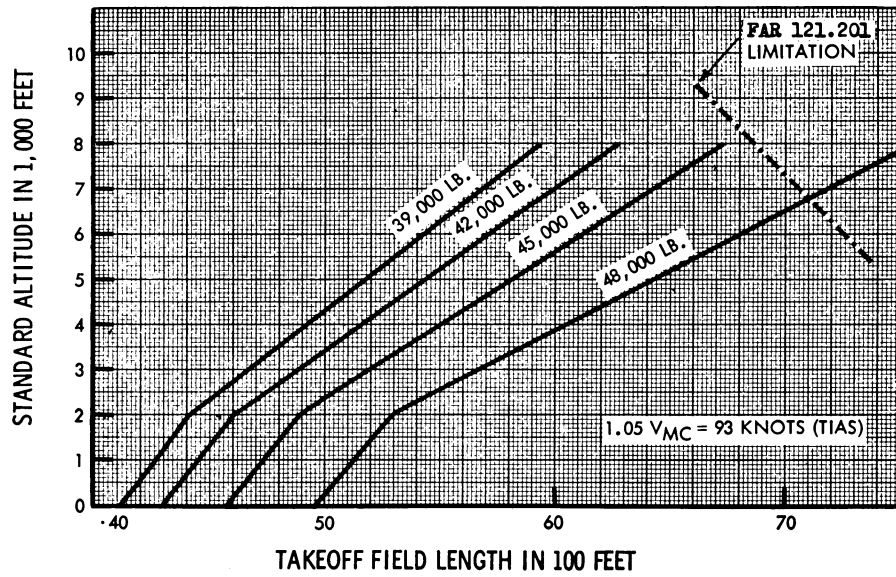 FAR 121.201
LIMITATION
STANDARD ALTITUDE IN 1,000 FEET
10
9
8
7
6
5
4
3
2
1
0
39,000 LB.
42,000 LB.
45,000 LB.
48,000 LB.
1.05 VMC = 93 KNOTS (TIAS)
40
50
60
70
TAKEOFF FIELD LENGTH IN 100 FEET